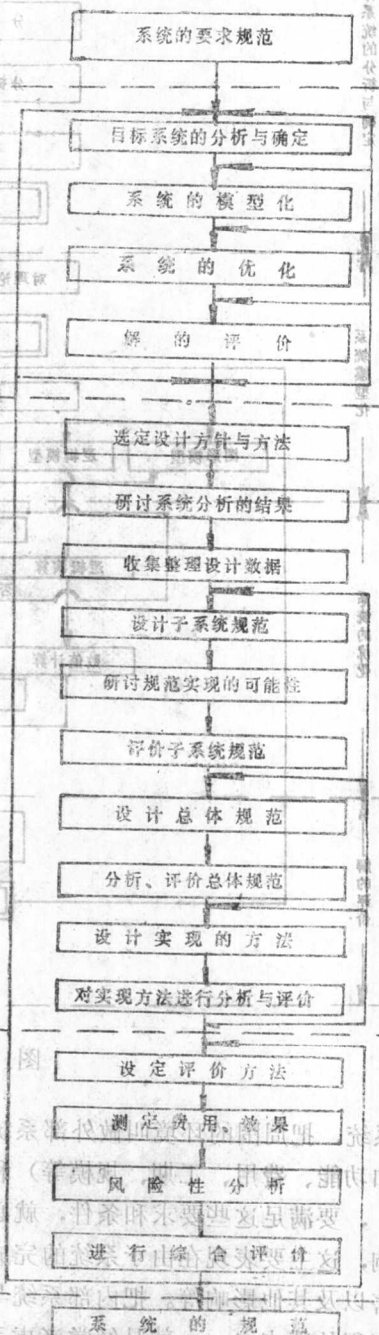 系统的要求规范
目标系统的分析与确定
系统的模型化
系统的优化
解的评价
选定设计方针与方法
研讨系统分析的结果
收集整理设计数据
设计子系统规范
研讨规范实现的可能性
评价子系统规范
设计总体规范
分析、评价总体规范
设计实现的方法
对实现方法进行分析与评价
设定评价方法
测定费用、效果
风险性分析
进行综合评价
系统的规范